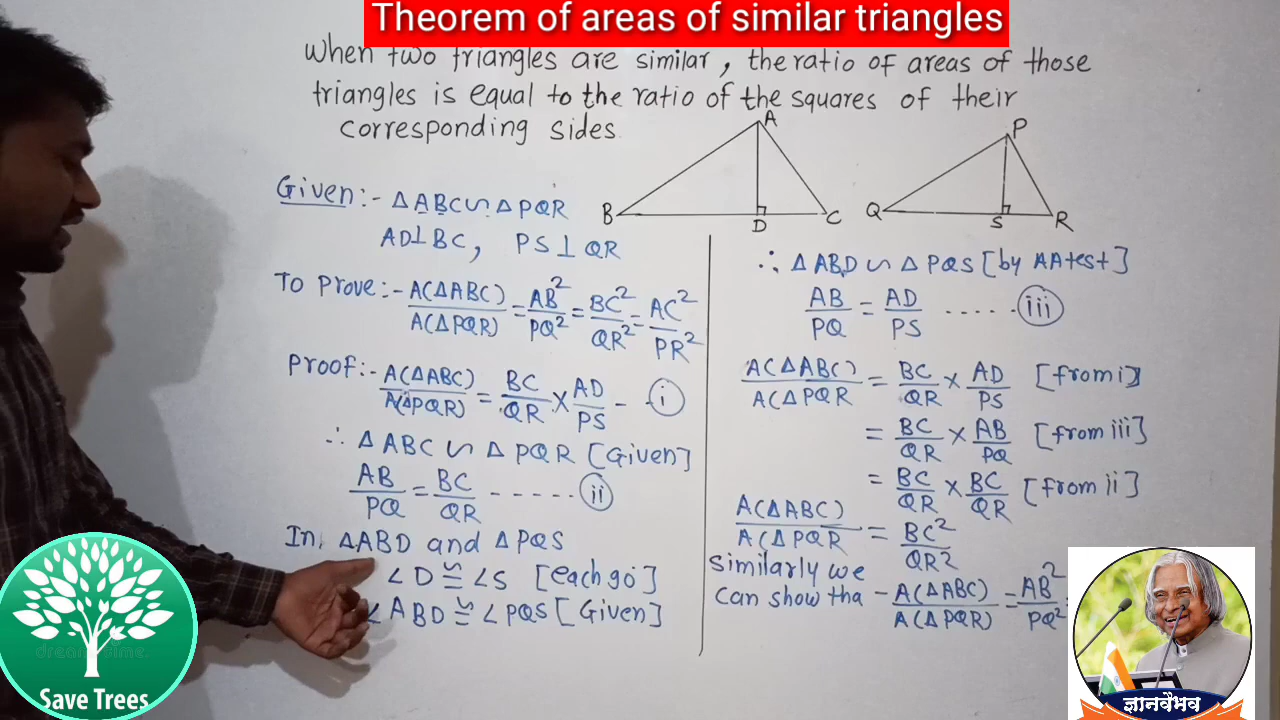 Theorem of areas of similar triangles
When two triangles are similar, the ratio of areas of those
triangles is equal to the ratio of the squares of their
corresponding sides
A
P
B
D
C
Q
S
R
Given:- ΔABC ∽ ΔPQR
AD⊥BC, PS⊥QR
To prove:- A(ΔABC)/A(ΔPQR) = AB²/PQ² = BC²/QR² = AC²/PR²
Proof:- A(ΔABC)/A(ΔPQR) = BC/QR × AD/PS - - (i)
∴ ΔABC ∽ ΔPQR [Given]
AB/PQ = BC/QR ------ (ii)
In, ΔABD and ΔPQS
∠D ≅ ∠S [each 90°]
∠ABD ≅ ∠PQS [Given]
∴ ΔABD ∽ ΔPQS [by AA test]
AB/PQ = AD/PS ..... (iii)
A(ΔABC)/A(ΔPQR = BC/QR × AD/PS [from i]
= BC/QR × AB/PQ [from iii]
= BC/QR × BC/QR [from ii]
A(ΔABC)/A(ΔPQR = BC²/QR²
similarly we
can show tha - A(ΔABC)/A(ΔPQR) = AB²/PQ² =
Save Trees
ज्ञानवैभव